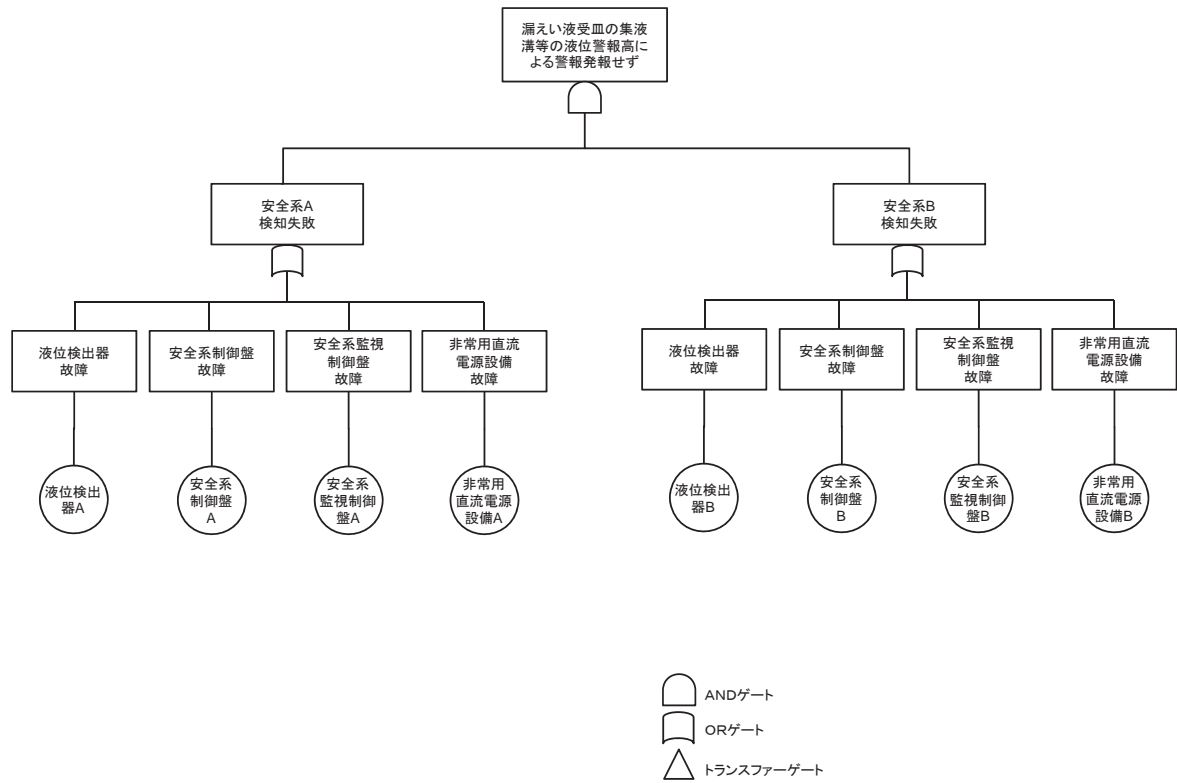 漏えい液受皿の集液
溝等の液位警報高に
よる警報発報せず
安全系A
検知失敗
安全系B
検知失敗
液位検出器
故障
安全系制御盤
故障
安全系監視
制御盤
故障
非常用直流
電源設備
故障
液位検出器
故障
安全系制御盤
故障
安全系監視
制御盤
故障
非常用直流
電源設備
故障
液位検出
器A
安全系
制御盤
A
安全系
監視制御
盤A
非常用
直流電源
設備A
液位検出
器B
安全系
制御盤
B
安全系
監視制御
盤B
非常用
直流電源
設備B
ANDゲート
ORゲート
トランスファーゲート